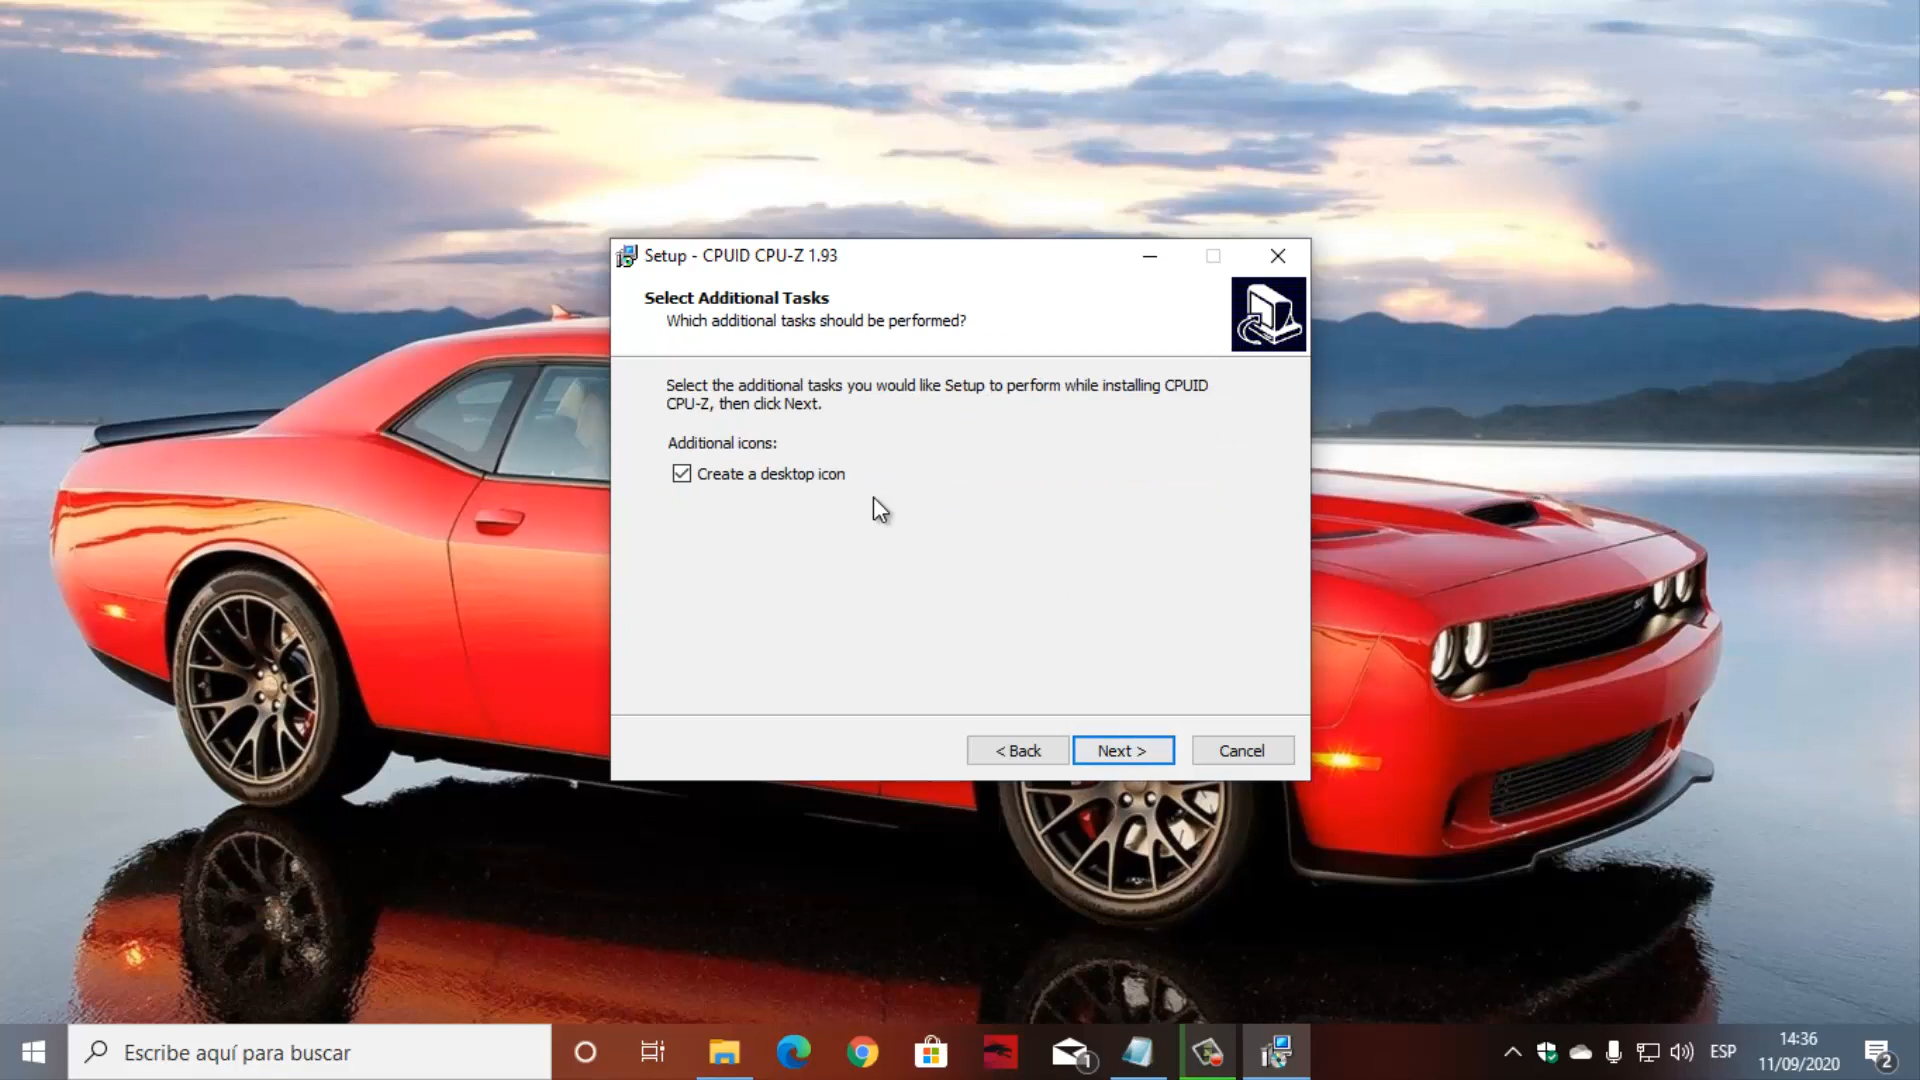 Setup - CPUID CPU-Z 1.93
Select Additional Tasks
Which additional tasks should be performed?
Select the additional tasks you would like Setup to perform while installing CPUID
CPU-Z, then click Next.
Additional icons:
Create a desktop icon
< Back
Next >
Cancel
Escribe aquí para buscar
1
ESP
14:36
11/09/2020
2